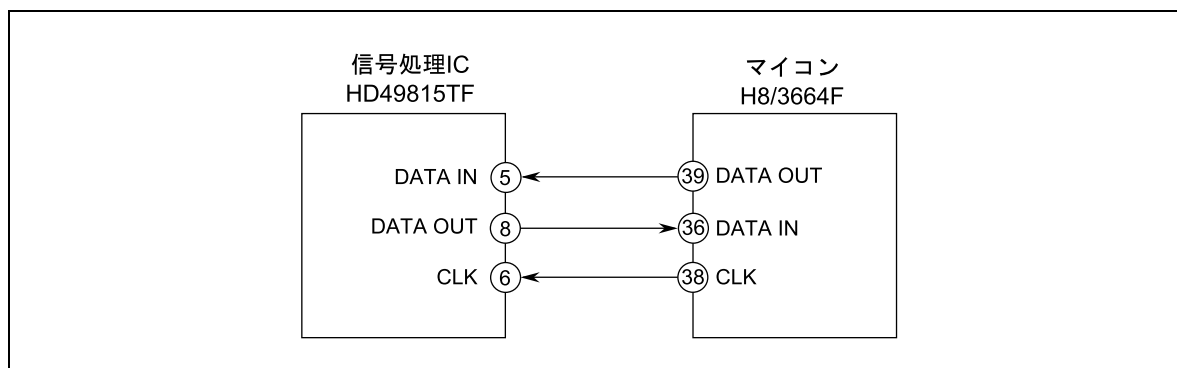 信号処理IC
HD49815TF
マイコン
H8/3664F
DATA IN 5 39 DATA OUT
DATA OUT 8 36 DATA IN
CLK 6 38 CLK